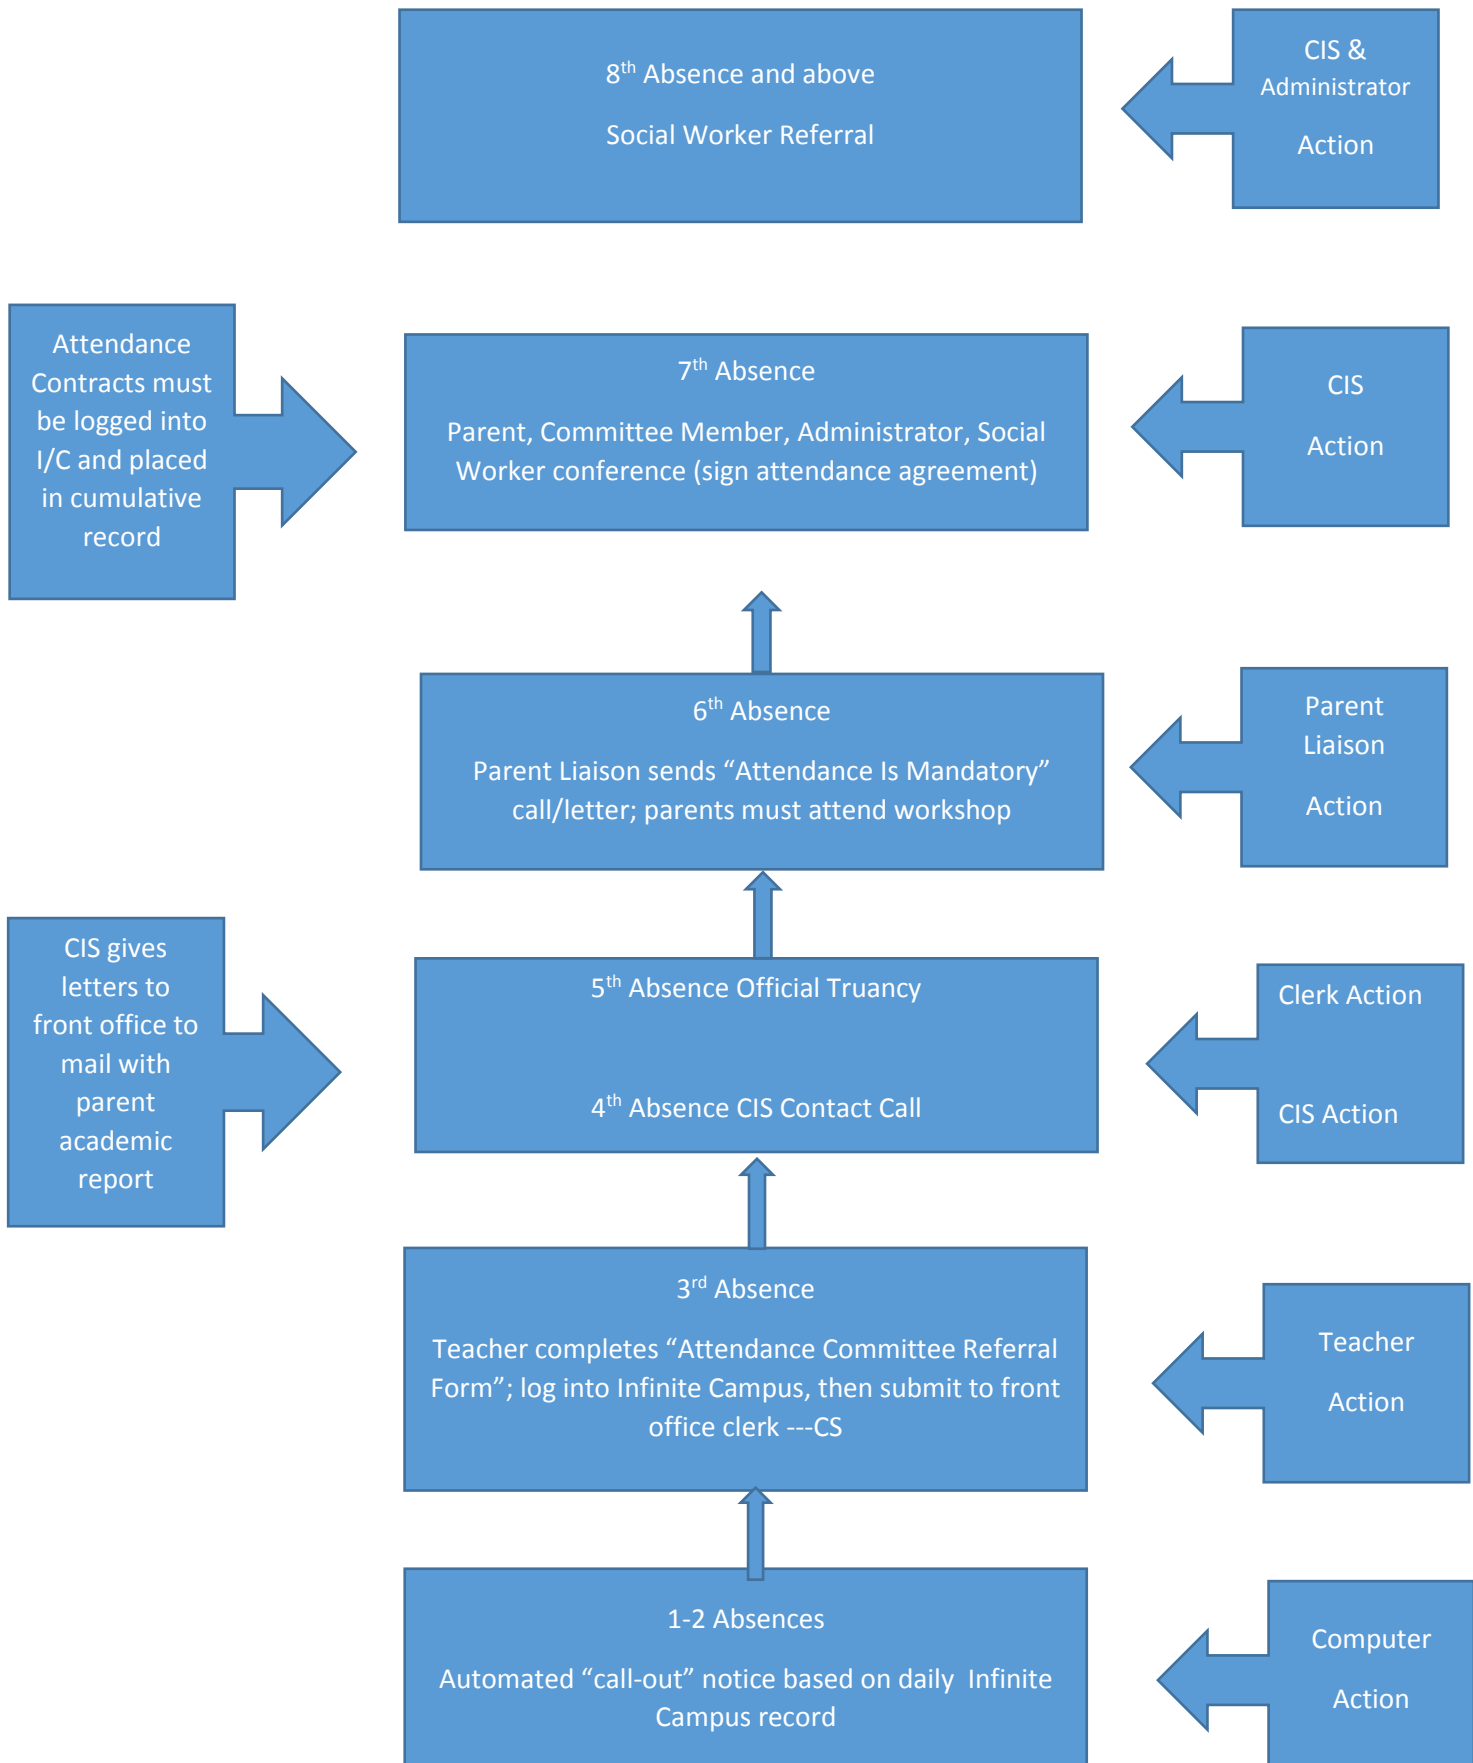 8th Absence and above
Social Worker Referral
CIS &
Administrator
Action
Attendance
Contracts must
be logged into
I/C and placed
in cumulative
record
7th Absence
Parent, Committee Member, Administrator, Social
Worker conference (sign attendance agreement)
CIS
Action
6th Absence
Parent Liaison sends “Attendance Is Mandatory”
call/letter; parents must attend workshop
Parent
Liaison
Action
CIS gives
letters to
front office to
mail with
parent
academic
report
5th Absence Official Truancy
4th Absence CIS Contact Call
Clerk Action
CIS Action
3rd Absence
Teacher completes “Attendance Committee Referral
Form”; log into Infinite Campus, then submit to front
office clerk ---CS
Teacher
Action
1-2 Absences
Automated “call-out” notice based on daily  Infinite
Campus record
Computer
Action